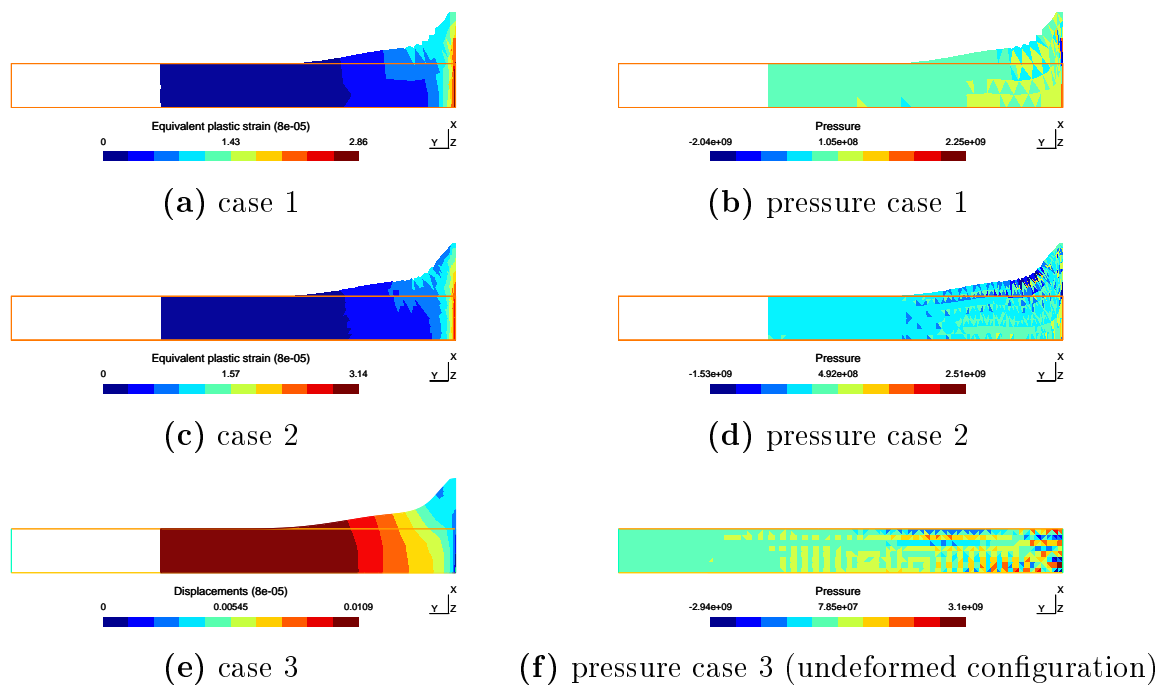 Equivalent plastic strain (8e-05)
0 1.43 2.86
X
Y Z
(a) case 1
Pressure
-2.04e+09 1.05e+08 2.25e+09
X
Y Z
(b) pressure case 1
Equivalent plastic strain (8e-05)
0 1.57 3.14
X
Y Z
(c) case 2
Pressure
-1.53e+09 4.92e+08 2.51e+09
X
Y Z
(d) pressure case 2
Displacements (8e-05)
0 0.00545 0.0109
X
Y Z
(e) case 3
Pressure
-2.94e+09 7.85e+07 3.1e+09
X
Y Z
(f) pressure case 3 (undeformed configuration)